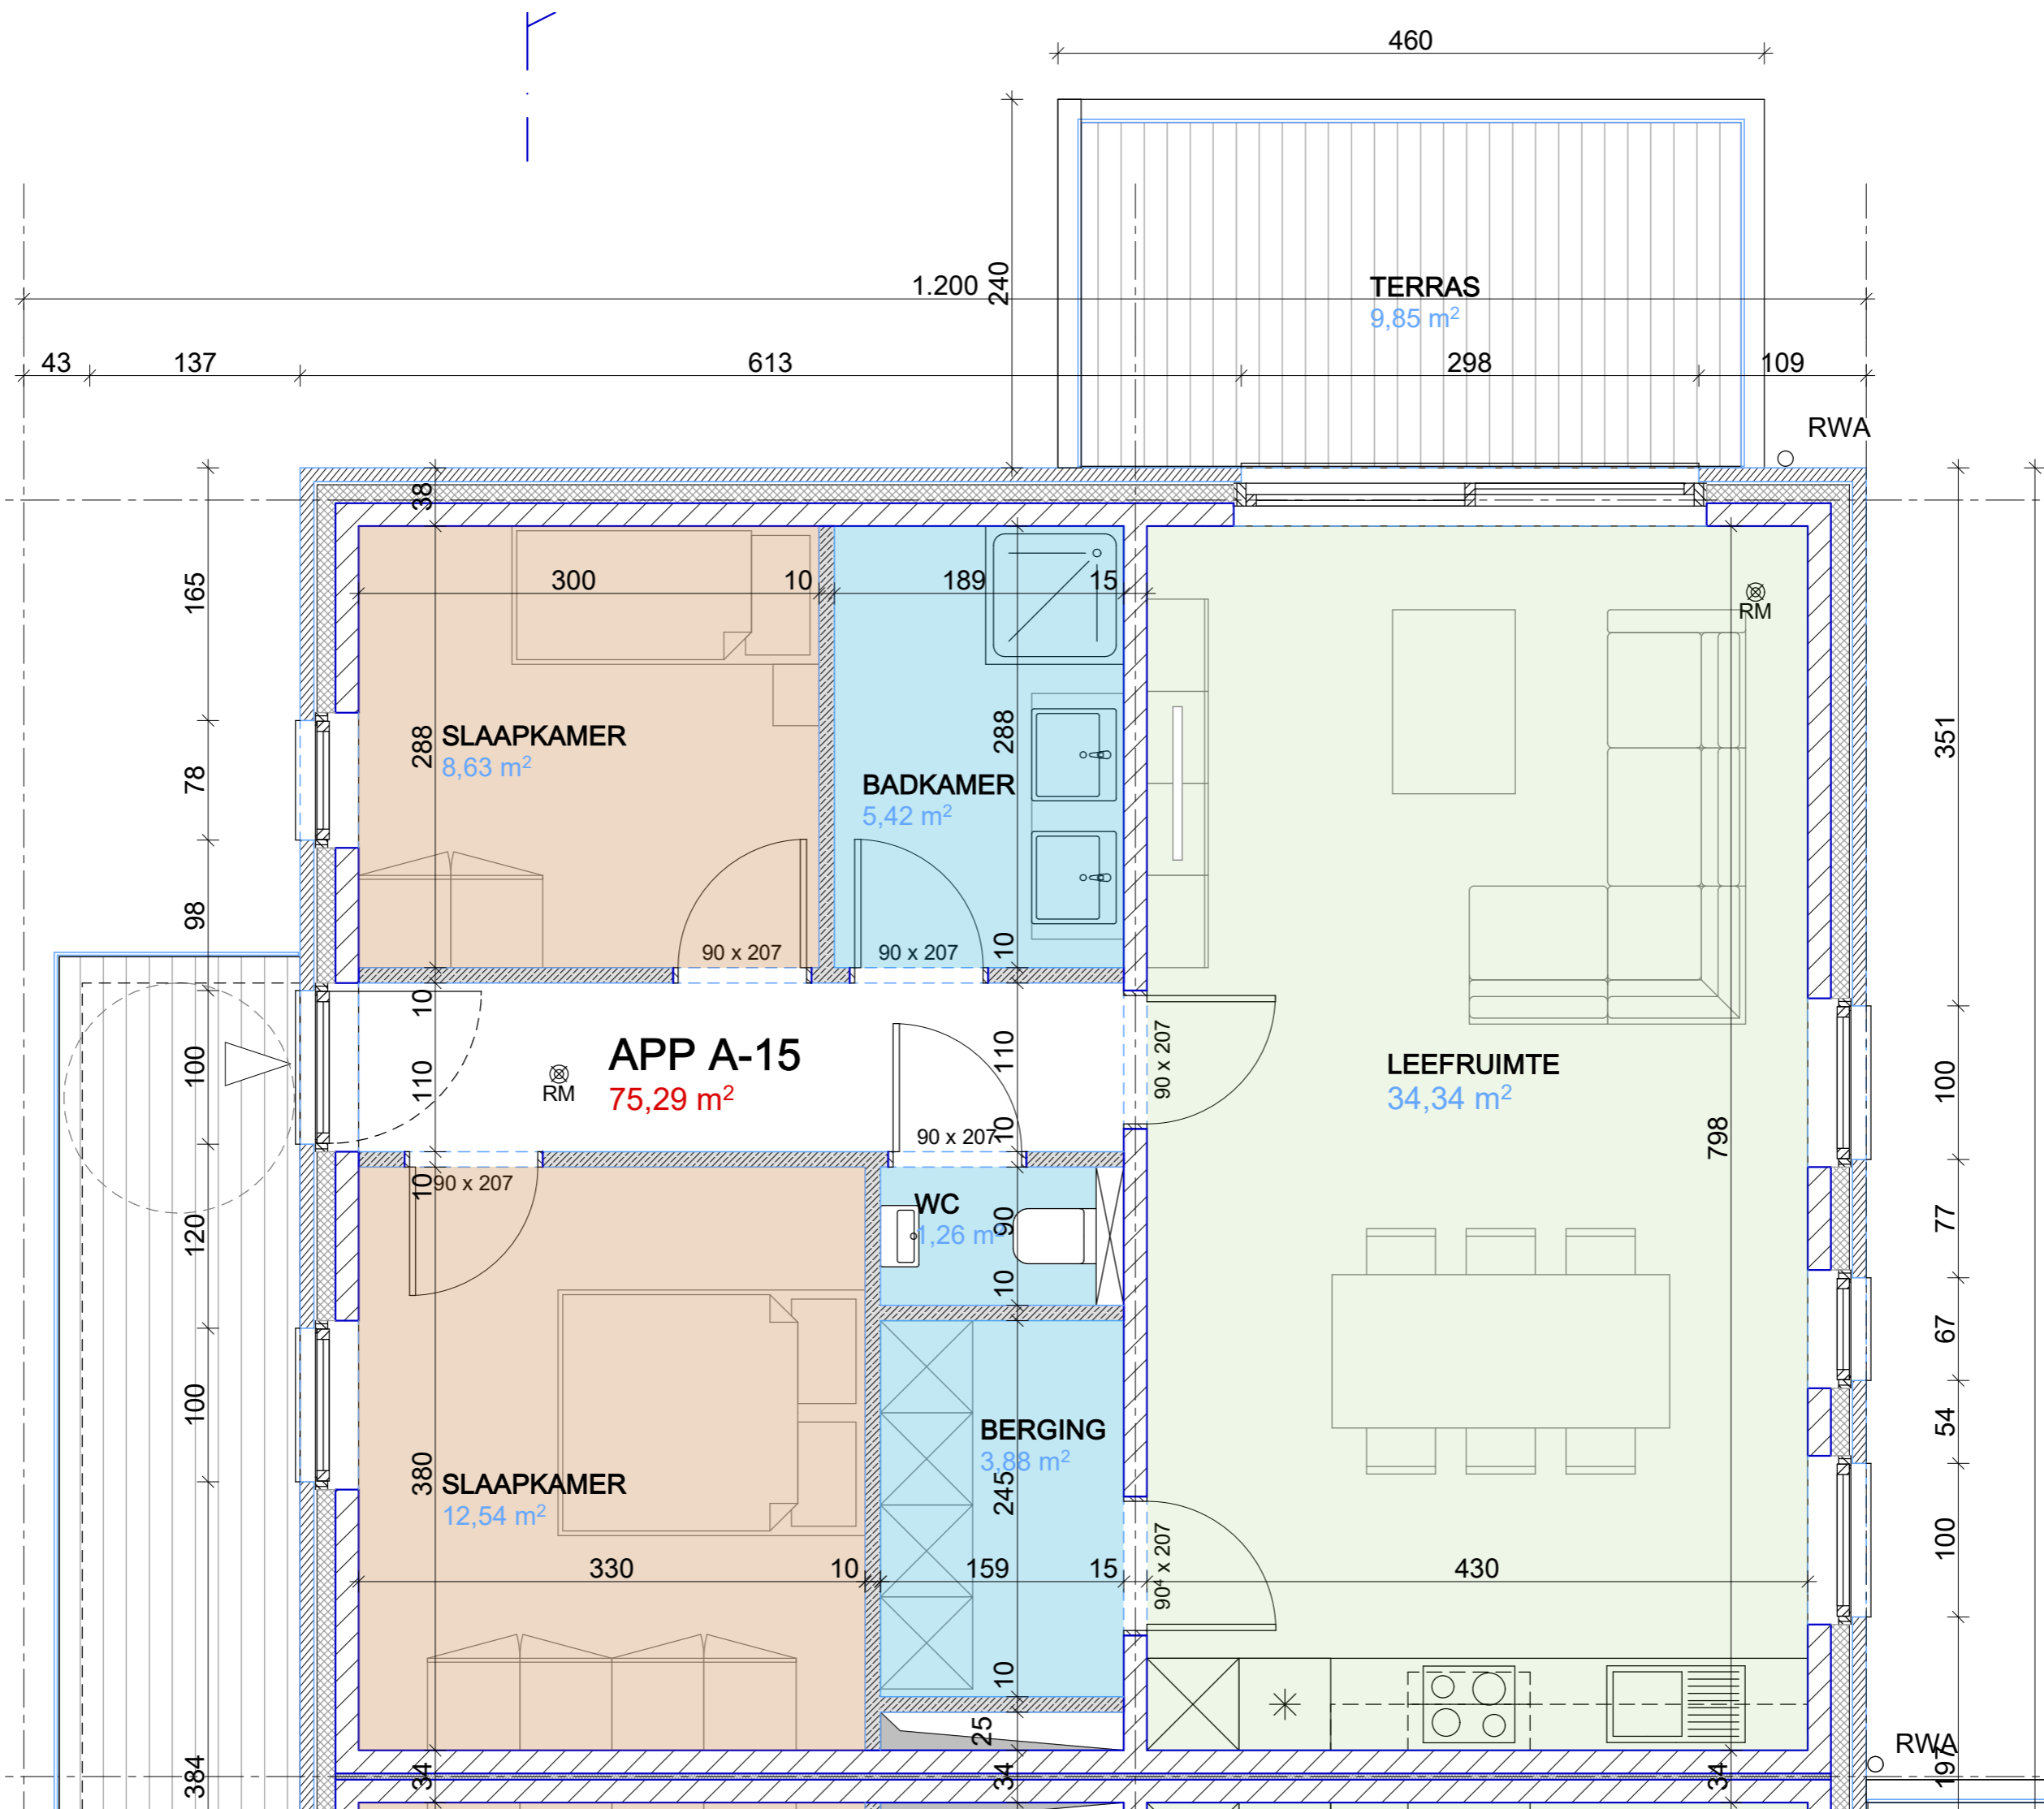 460
240
1.200
TERRAS
9,85 m²
43
137
613
298
109
RWA
38
165
300
10
189
15
RM
288
SLAAPKAMER
8,63 m²
288
BADKAMER
5,42 m²
351
78
98
90 x 207
90 x 207
10
10
100
110
RM
APP A-15
75,29 m²
110
90 x 207
LEEFRUIMTE
34,34 m²
100
798
90 x 207
10
10
90 x 207
120
WC
1,26 m²
90
77
10
67
100
380
SLAAPKAMER
12,54 m²
BERGING
3,88 m²
245
54
330
10
159
15
90⁴ x 207
430
100
10
25
RWA
384
34
34
34
197